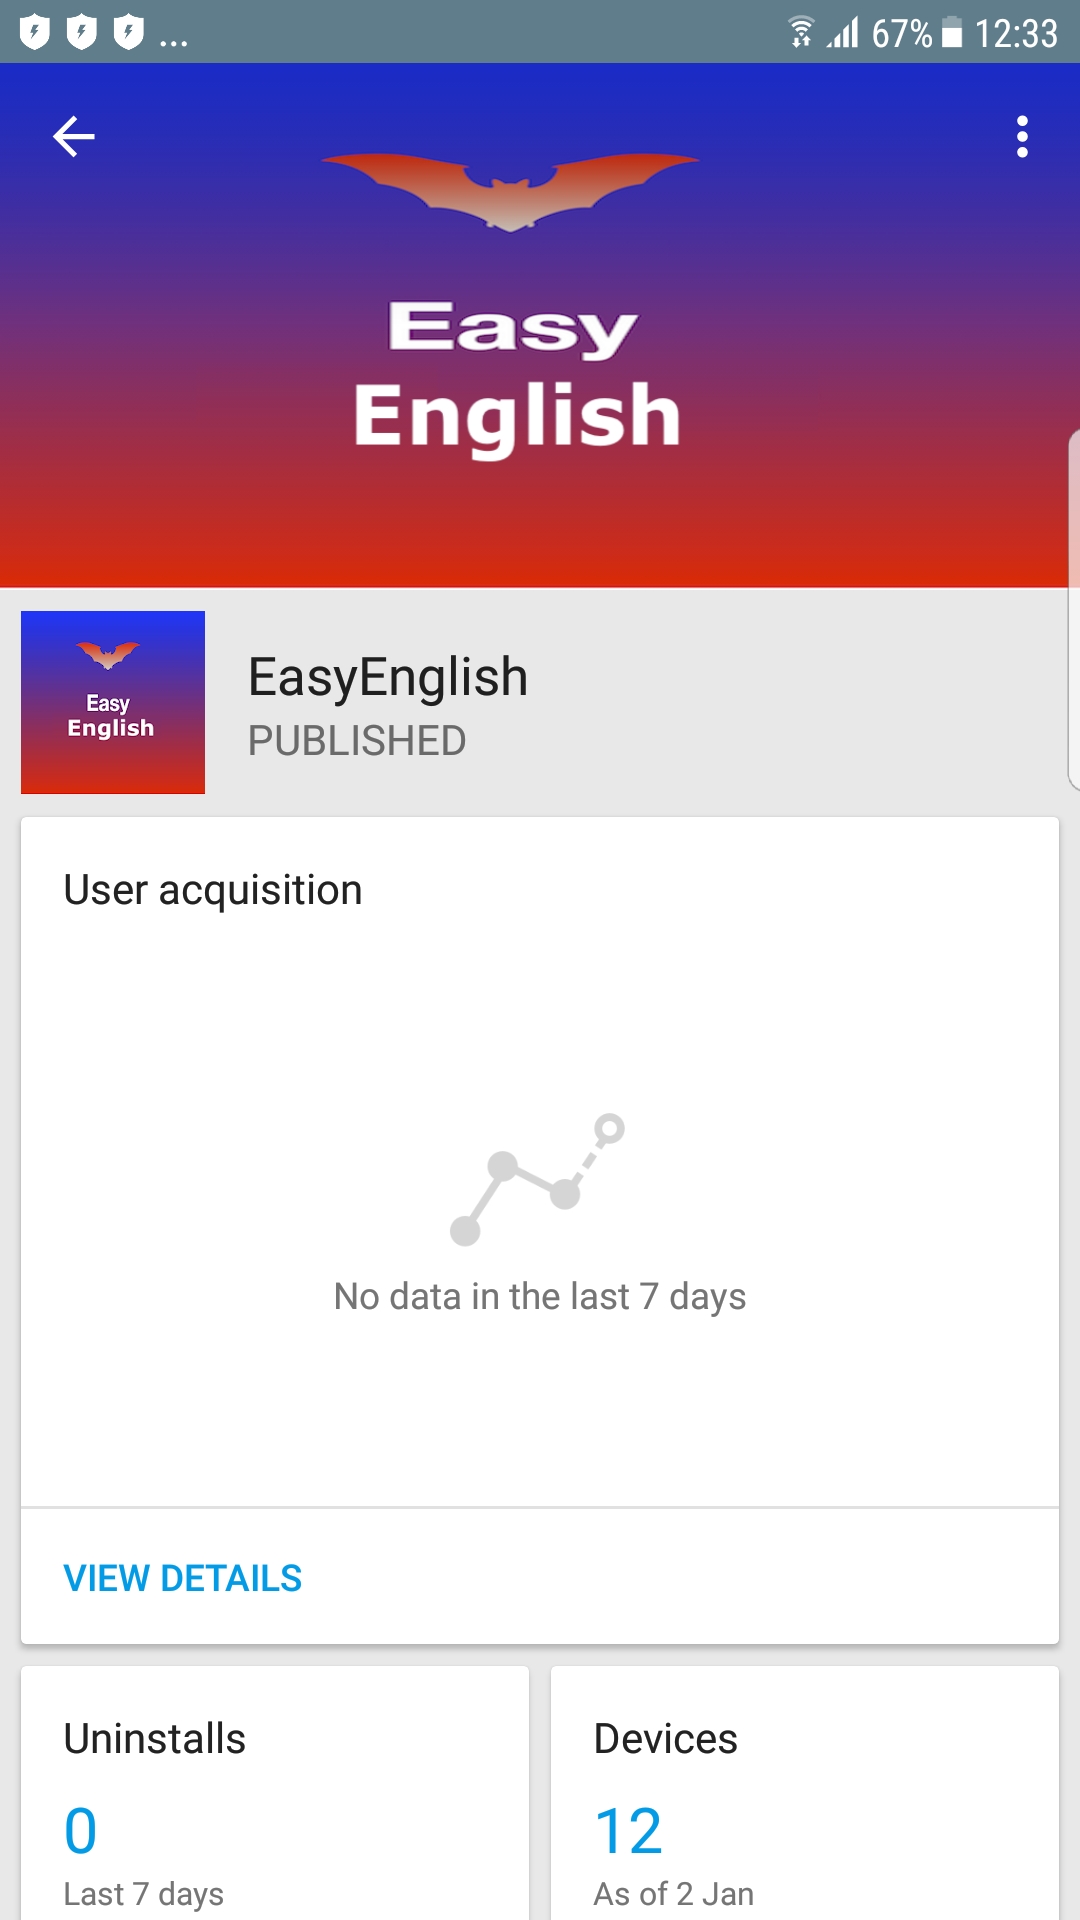 ... 67% 12:33
Easy
English
Easy
English
EasyEnglish
PUBLISHED
User acquisition
No data in the last 7 days
VIEW DETAILS
Uninstalls
Devices
0
12
Last 7 days
As of 2 Jan